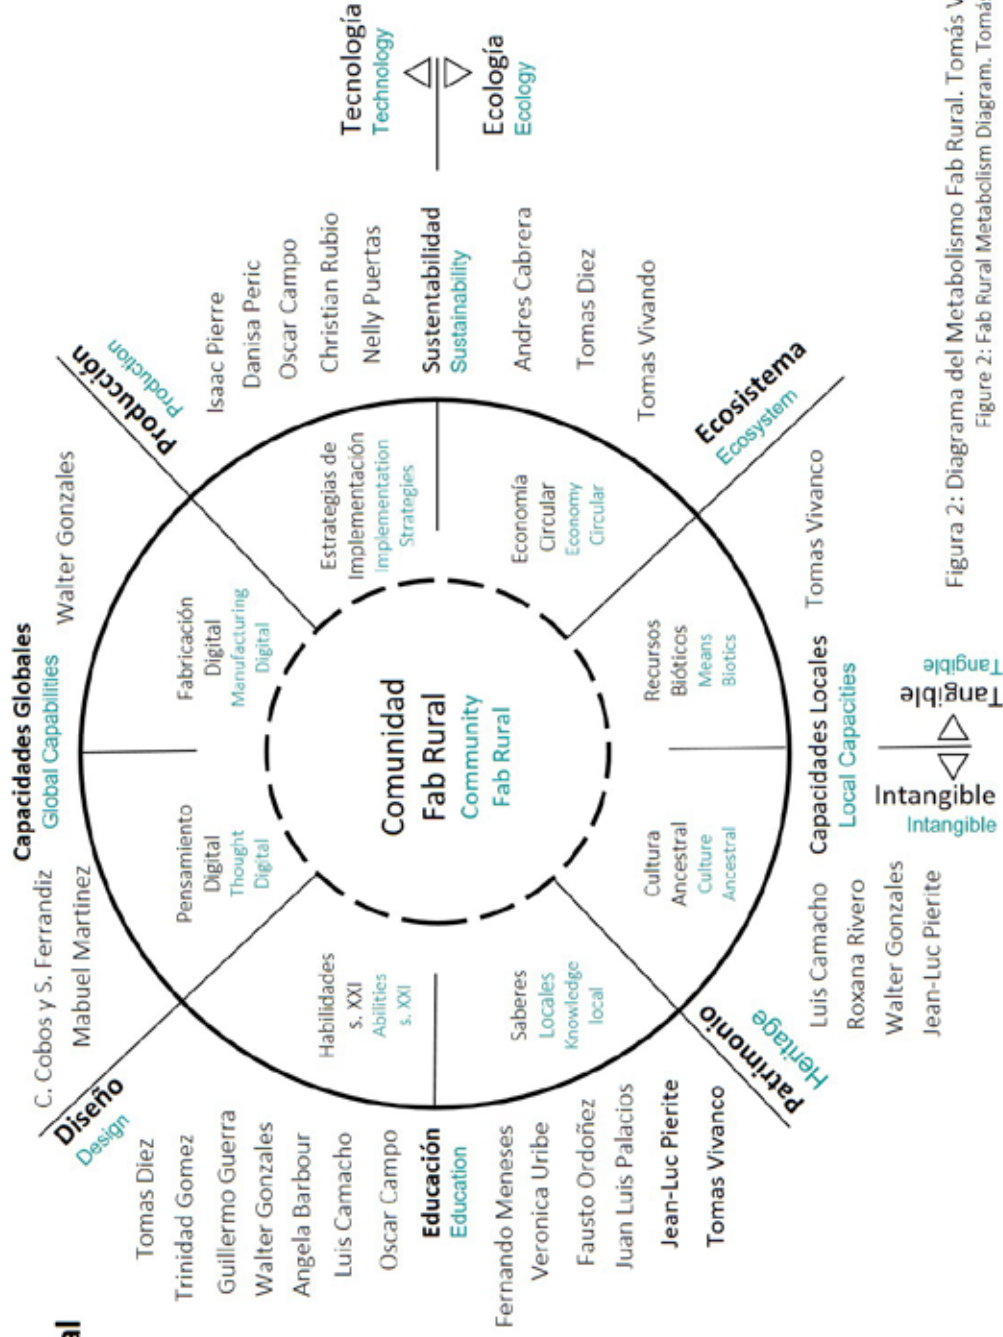 Capacidades Globales
Global Capabilities
C. Cobos y S. Ferrandiz
Mabuel Martinez
Walter Gonzales
Diseño
Design
Producción
Production
Pensamiento
Digital
Thought
Digital
Fabricación
Digital
Manufacturing
Digital
Tomas Diez
Trinidad Gomez
Guillermo Guerra
Walter Gonzales
Angela Barbour
Luis Camacho
Oscar Campo
Habilidades
s. XXI
Abilities
s. XXI
Estrategias de
Implementación
Implementation
Strategies
Isaac Pierre
Danisa Peric
Oscar Campo
Christian Rubio
Nelly Puertas
Tecnología
Technology
Educación
Education
Comunidad
Fab Rural
Community
Fab Rural
Sustentabilidad
Sustainability
Ecología
Ecology
Fernando Meneses
Veronica Uribe
Fausto Ordoñez
Juan Luis Palacios
Jean-Luc Pierite
Tomas Vivanco
Saberes
Locales
Knowledge
local
Economía
Circular
Economy
Circular
Andres Cabrera
Tomas Diez
Tomas Vivando
Cultura
Ancestral
Culture
Ancestral
Recursos
Bióticos
Means
Biotics
Patrimonio
Heritage
Ecosistema
Ecosystem
Luis Camacho
Roxana Rivero
Walter Gonzales
Jean-Luc Pierite
Capacidades Locales
Local Capacities
Tomas Vivanco
Intangible
Intangible
Tangible
Tangible
Figura 2: Diagrama del Metabolismo Fab Rural. Tomás
Figure 2: Fab Rural Metabolism Diagram. Tomás